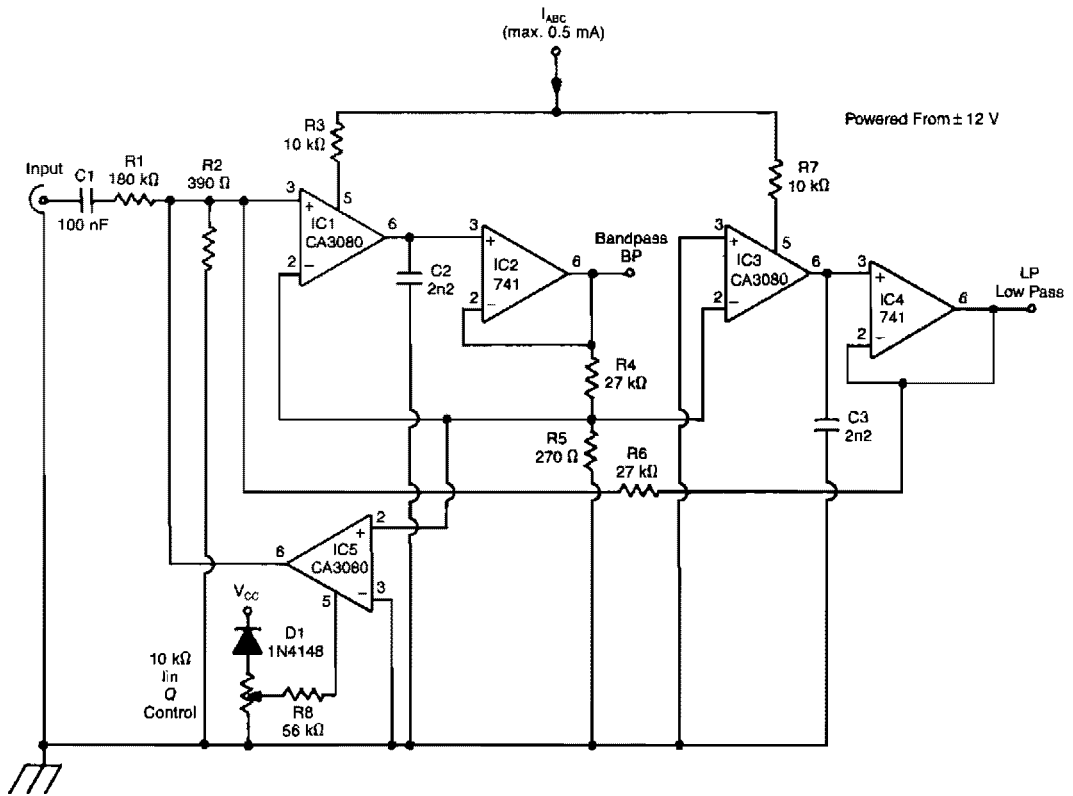 I_ABC
(max. 0.5 mA)
Powered From ± 12 V
Input
C1
100 nF
R1
180 kΩ
R2
390 Ω
R3
10 kΩ
3
+
5
IC1
CA3080
6
2
−
C2
2n2
3
+
IC2
741
6
2
−
Bandpass
BP
R4
27 kΩ
R5
270 Ω
R6
27 kΩ
R7
10 kΩ
3
+
5
IC3
CA3080
6
2
−
3
+
IC4
741
6
2
−
LP
Low Pass
C3
2n2
6
2
+
IC5
CA3080
5
−
3
V_CC
D1
1N4148
10 kΩ
lin
Q
Control
R8
56 kΩ